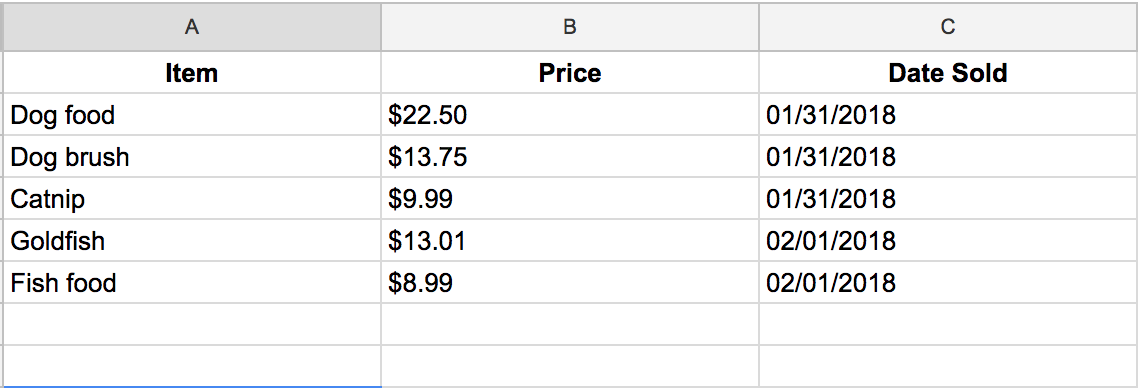 A B C
Item Price Date Sold
Dog food $22.50 01/31/2018
Dog brush $13.75 01/31/2018
Catnip $9.99 01/31/2018
Goldfish $13.01 02/01/2018
Fish food $8.99 02/01/2018